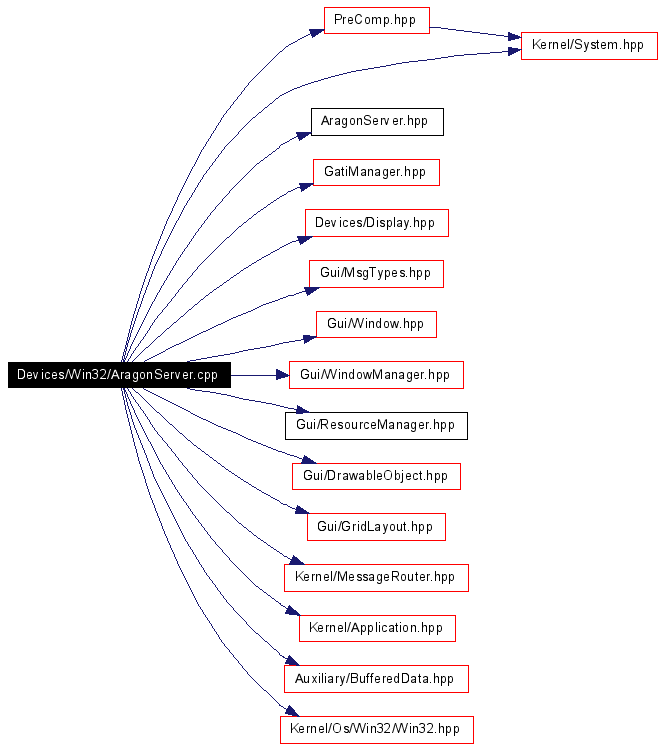 PreComp.hpp
Kernel/System.hpp
AragonServer.hpp
GatiManager.hpp
Devices/Display.hpp
Gui/MsgTypes.hpp
Gui/Window.hpp
Devices/Win32/AragonServer.cpp
Gui/WindowManager.hpp
Gui/ResourceManager.hpp
Gui/DrawableObject.hpp
Gui/GridLayout.hpp
Kernel/MessageRouter.hpp
Kernel/Application.hpp
Auxiliary/BufferedData.hpp
Kernel/Os/Win32/Win32.hpp